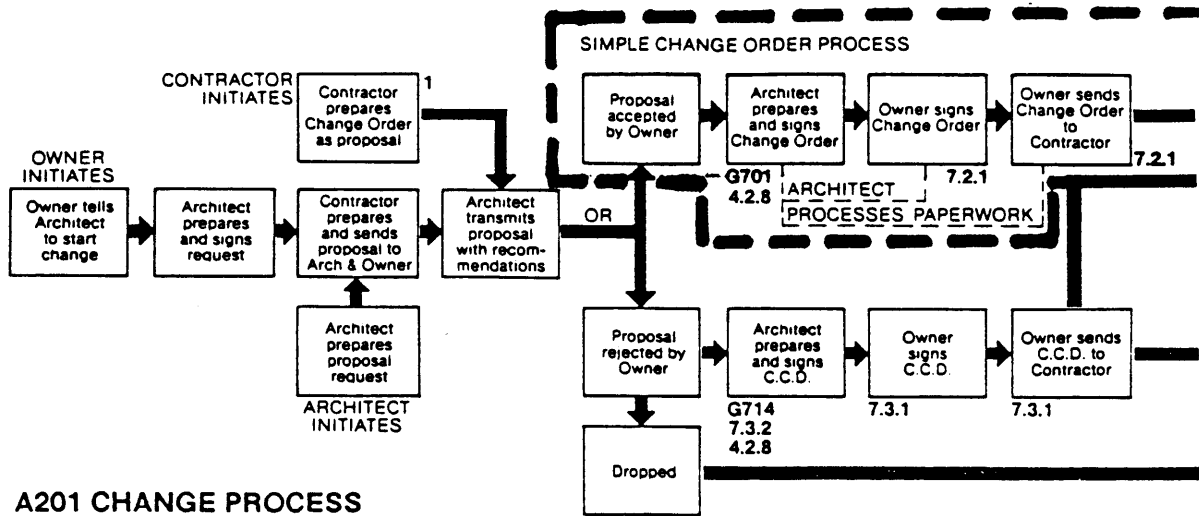 SIMPLE CHANGE ORDER PROCESS
CONTRACTOR
INITIATES
1
Contractor
prepares
Change Order
as proposal
Proposal
accepted
by Owner
Architect
prepares
and signs
Change Order
Owner signs
Change Order
Owner sends
Change Order
to
Contractor
G701
4.2.8
7.2.1
7.2.1
ARCHITECT
PROCESSES PAPERWORK
OWNER
INITIATES
Owner tells
Architect
to start
change
Architect
prepares
and signs
request
Contractor
prepares
and sends
proposal to
Arch & Owner
Architect
transmits
proposal
with recom-
mendations
OR
Architect
prepares
proposal
request
ARCHITECT
INITIATES
Proposal
rejected by
Owner
Architect
prepares
and signs
C.C.D.
Owner
signs
C.C.D.
Owner sends
C.C.D. to
Contractor
G714
7.3.2
4.2.8
7.3.1
7.3.1
Dropped
A201 CHANGE PROCESS